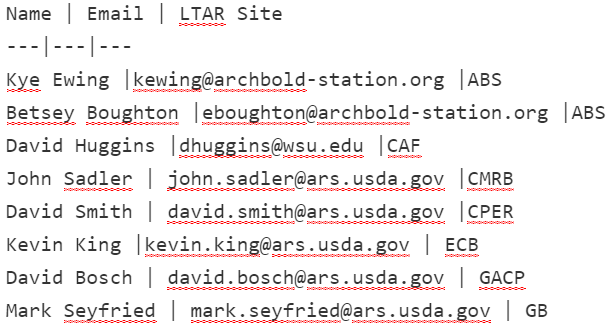 Name | Email | LTAR Site
---|---|---
Kye Ewing |kewing@archbold-station.org |ABS
Betsey Boughton |eboughton@archbold-station.org |ABS
David Huggins |dhuggins@wsu.edu |CAF
John Sadler | john.sadler@ars.usda.gov |CMRB
David Smith | david.smith@ars.usda.gov |CPER
Kevin King |kevin.king@ars.usda.gov | ECB
David Bosch | david.bosch@ars.usda.gov | GACP
Mark Seyfried | mark.seyfried@ars.usda.gov | GB